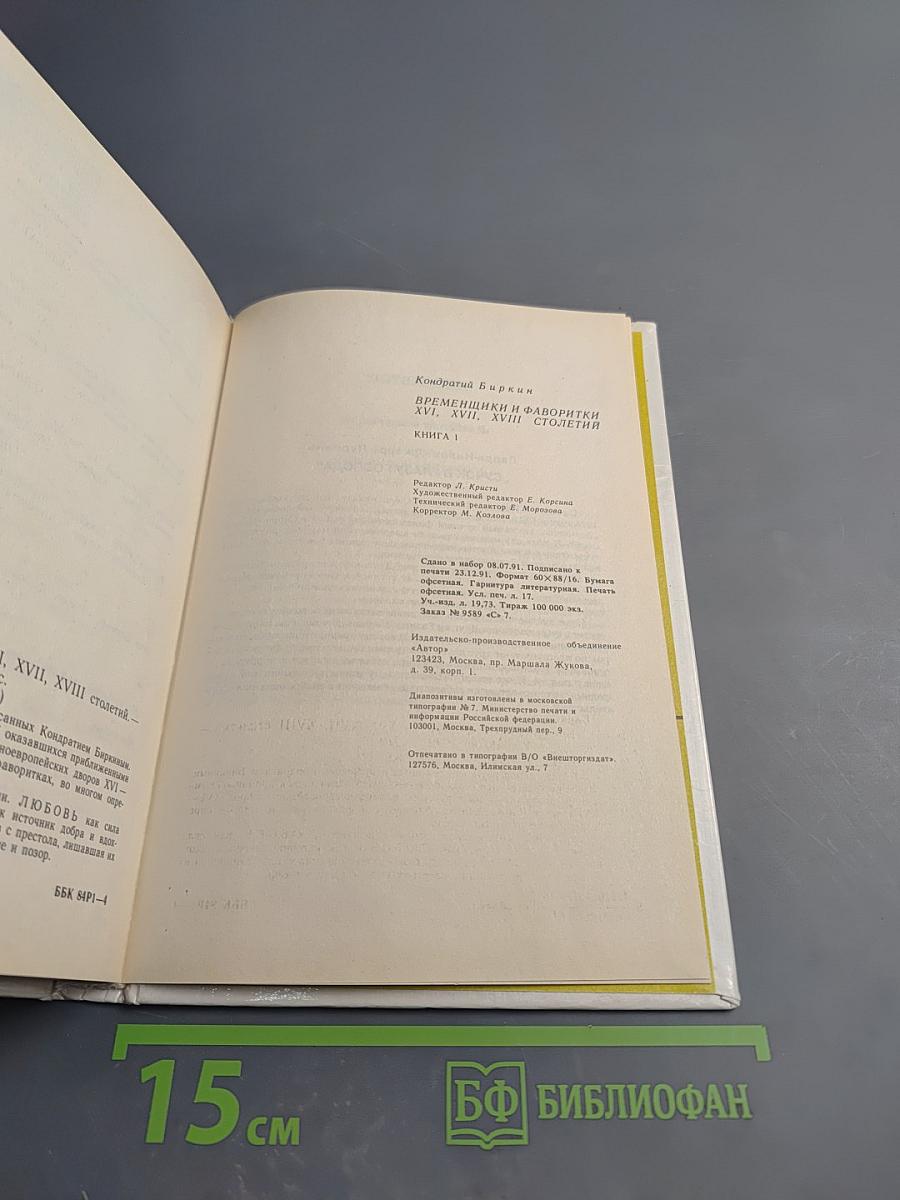 I, XVII, XVIII столетий.—
с.
)
санных Кондратием Биркиным.
оказавшихся приближенными
ноевропейских дворов XVI—
аворитках, во многом опре-
и. ЛЮБОВЬ как сила
к источник добра и вдох-
с престола, лишавшая их
е и позор.
ББК 84Р1—4
Кондратий Биркин
ВРЕМЕНЩИКИ И ФАВОРИТКИ
XVI, XVII, XVIII СТОЛЕТИЙ
КНИГА 1
Редактор Л. Кристи
Художественный редактор Е. Корсина
Технический редактор Е. Морозова
Корректор М. Козлова
Сдано в набор 08.07.91. Подписано к
печати 23.12.91. Формат 60×88/16. Бумага
офсетная. Гарнитура литературная. Печать
офсетная. Усл. печ. л. 17.
Уч.-изд. л. 19,73. Тираж 100 000 экз.
Заказ № 9589 «С» 7.
Издательско-производственное объединение
«Автор»
123423, Москва, пр. Маршала Жукова,
д. 39, корп. 1.
Диапозитивы изготовлены в московской
типографии № 7. Министерство печати и
информации Российской федерации.
103001, Москва, Трехпрудный пер., 9
Отпечатано в типографии В/О «Внешторгиздат».
127576, Москва, Илимская ул., 7
15 см
БФ БИБЛИОФАН